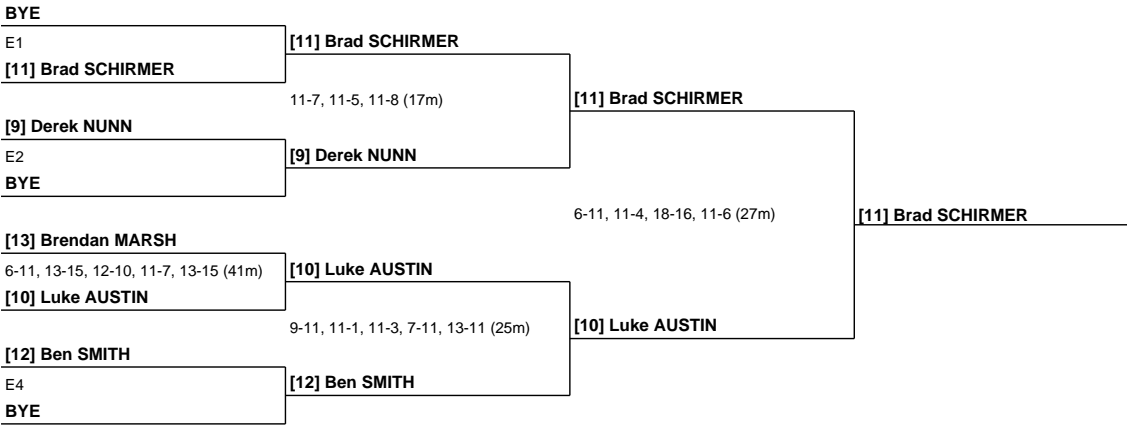 BYE
E1
[11] Brad SCHIRMER
[9] Derek NUNN
E2
BYE
[13] Brendan MARSH
6-11, 13-15, 12-10, 11-7, 13-15 (41m)
[10] Luke AUSTIN
[12] Ben SMITH
E4
BYE
[11] Brad SCHIRMER
11-7, 11-5, 11-8 (17m)
[9] Derek NUNN
[10] Luke AUSTIN
9-11, 11-1, 11-3, 7-11, 13-11 (25m)
[12] Ben SMITH
[11] Brad SCHIRMER
6-11, 11-4, 18-16, 11-6 (27m)
[10] Luke AUSTIN
[11] Brad SCHIRMER